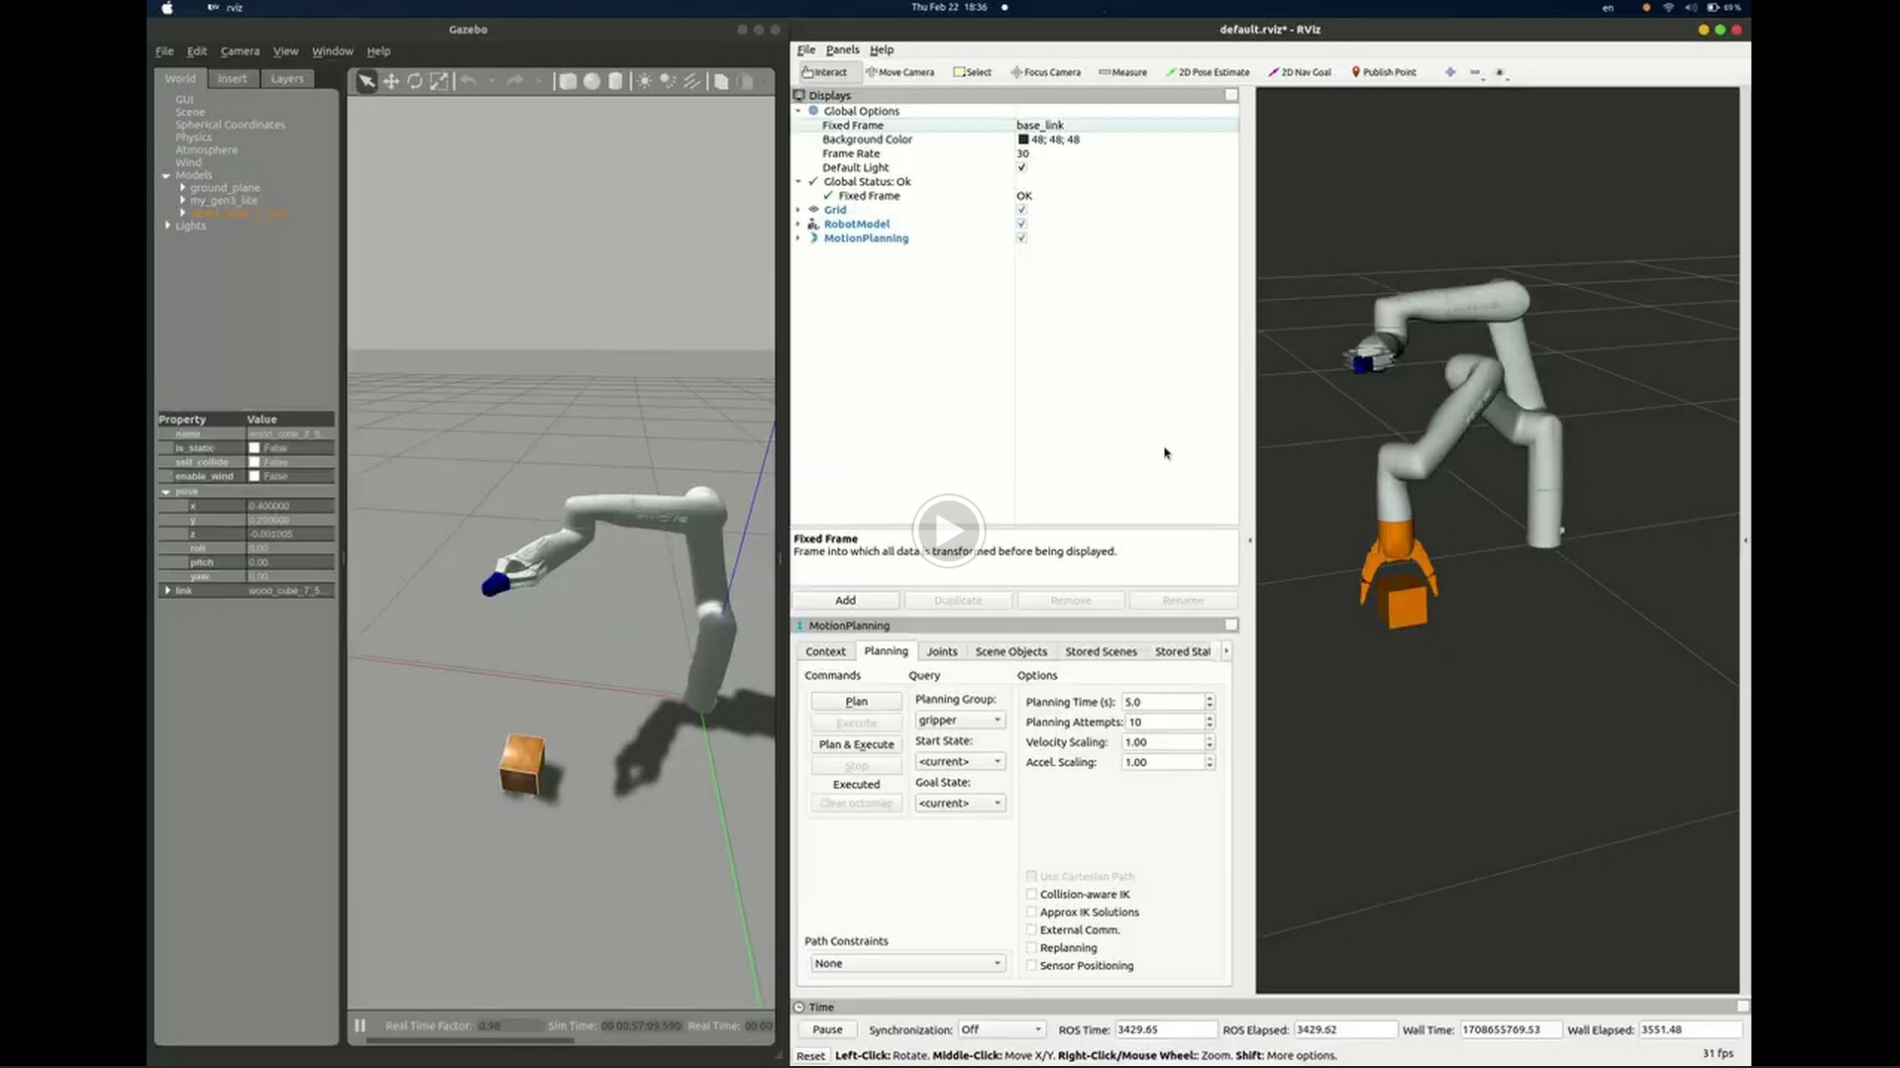 rviz
Thu Feb 22 18:36
en
69%
Gazebo
File Edit Camera View Window Help
World Insert Layers
GUI
Scene
Spherical Coordinates
Physics
Atmosphere
Wind
Models
ground_plane
my_gen3_lite
Lights
Property Value
name wood_cube_7_5...
is_static False
self_collide False
enable_wind False
pose
x 0.400000
y 0.250000
z -0.001005
roll 0.00
pitch 0.00
yaw 0.00
link wood_cube_7_5...
Real Time Factor: 0.98 Sim Time: 00 00:57:09.590 Real Time: 00 00
default.rviz* - RViz
File Panels Help
Interact Move Camera Select Focus Camera Measure 2D Pose Estimate 2D Nav Goal Publish Point
Displays
Global Options
Fixed Frame base_link
Background Color 48; 48; 48
Frame Rate 30
Default Light
Global Status: Ok
Fixed Frame OK
Grid
RobotModel
MotionPlanning
Fixed Frame
Frame into which all data is transformed before being displayed.
Add Duplicate Remove Rename
MotionPlanning
Context Planning Joints Scene Objects Stored Scenes Stored Stat
Commands Query Options
Plan
Execute
Plan & Execute
Stop
Executed
Clear octomap
Planning Group:
gripper
Start State:
<current>
Goal State:
<current>
Planning Time (s): 5.0
Planning Attempts: 10
Velocity Scaling: 1.00
Accel. Scaling: 1.00
Use Cartesian Path
Collision-aware IK
Approx IK Solutions
External Comm.
Replanning
Sensor Positioning
Path Constraints
None
Time
Pause Synchronization: Off ROS Time: 3429.65 ROS Elapsed: 3429.62 Wall Time: 1708655769.53 Wall Elapsed: 3551.48
Reset Left-Click: Rotate. Middle-Click: Move X/Y. Right-Click/Mouse Wheel:: Zoom. Shift: More options. 31 fps